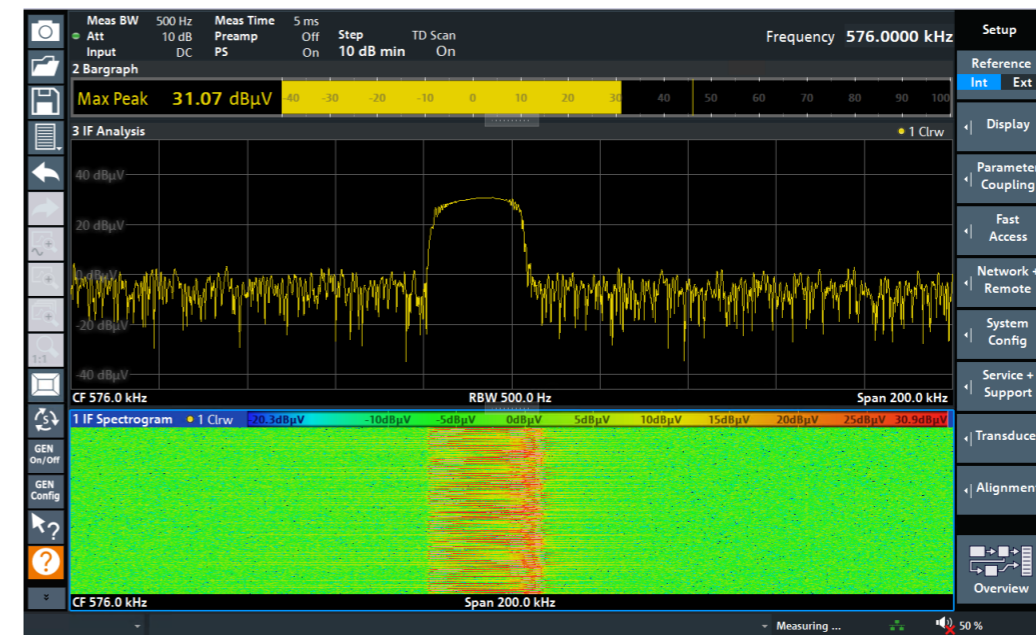 Meas BW 500 Hz Meas Time 5 ms
Att 10 dB Preamp Off Step TD Scan
Input DC PS On 10 dB min On
Frequency 576.0000 kHz
2 Bargraph
Max Peak 31.07 dBµV
-40 -30 -20 -10 0 10 20 30 40 50 60 70 80 90 100
3 IF Analysis 1 Clrw
40 dBµV
20 dBµV
0 dBµV
-20 dBµV
-40 dBµV
CF 576.0 kHz RBW 500.0 Hz Span 200.0 kHz
1 IF Spectrogram 1 Clrw -20.3dBµV -10dBµV -5dBµV 0dBµV 5dBµV 10dBµV 15dBµV 20dBµV 25dBµV 30.9dBµV
CF 576.0 kHz Span 200.0 kHz
Measuring ... 50 %
1:1
S
GEN
On/Off
GEN
Config
?
?
Setup
Reference
Int Ext
Display
Parameter
Coupling
Fast
Access
Network +
Remote
System
Config
Service +
Support
Transduce
Alignmen
Overview